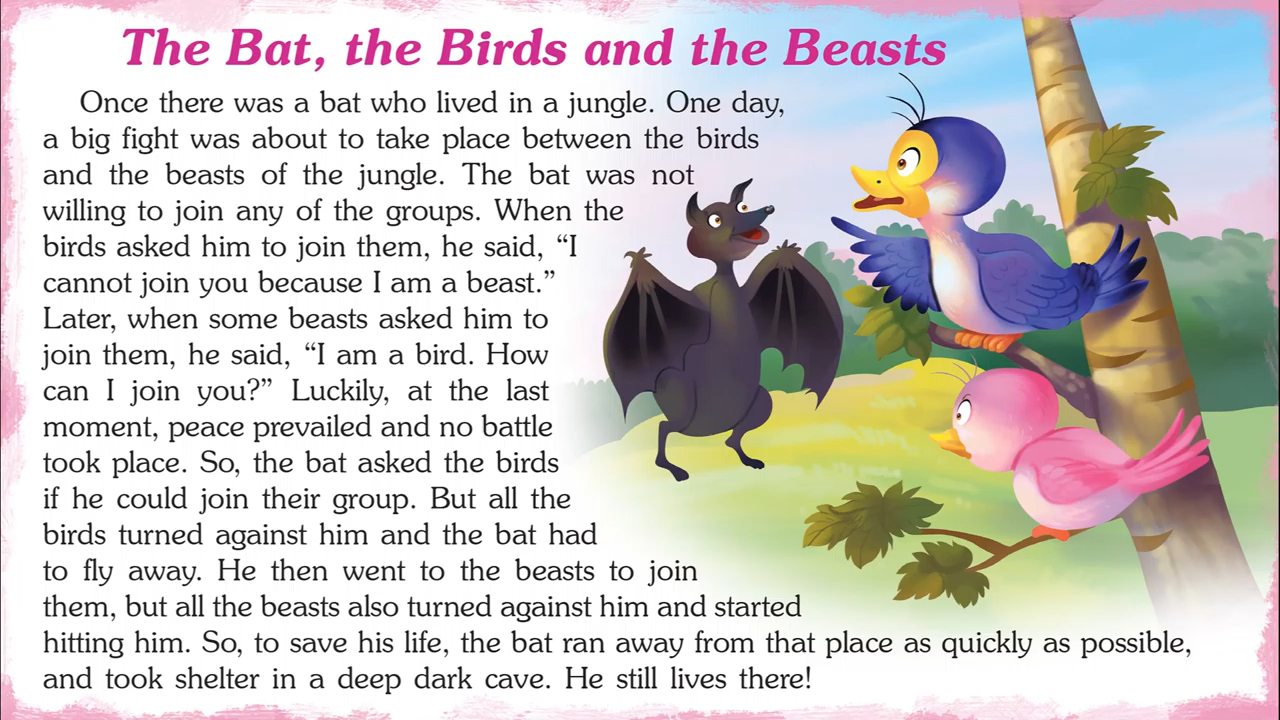 The Bat, the Birds and the Beasts
Once there was a bat who lived in a jungle. One day,
a big fight was about to take place between the birds
and the beasts of the jungle. The bat was not
willing to join any of the groups. When the
birds asked him to join them, he said, “I
cannot join you because I am a beast.”
Later, when some beasts asked him to
join them, he said, “I am a bird. How
can I join you?” Luckily, at the last
moment, peace prevailed and no battle
took place. So, the bat asked the birds
if he could join their group. But all the
birds turned against him and the bat had
to fly away. He then went to the beasts to join
them, but all the beasts also turned against him and started
hitting him. So, to save his life, the bat ran away from that place as quickly as possible,
and took shelter in a deep dark cave. He still lives there!